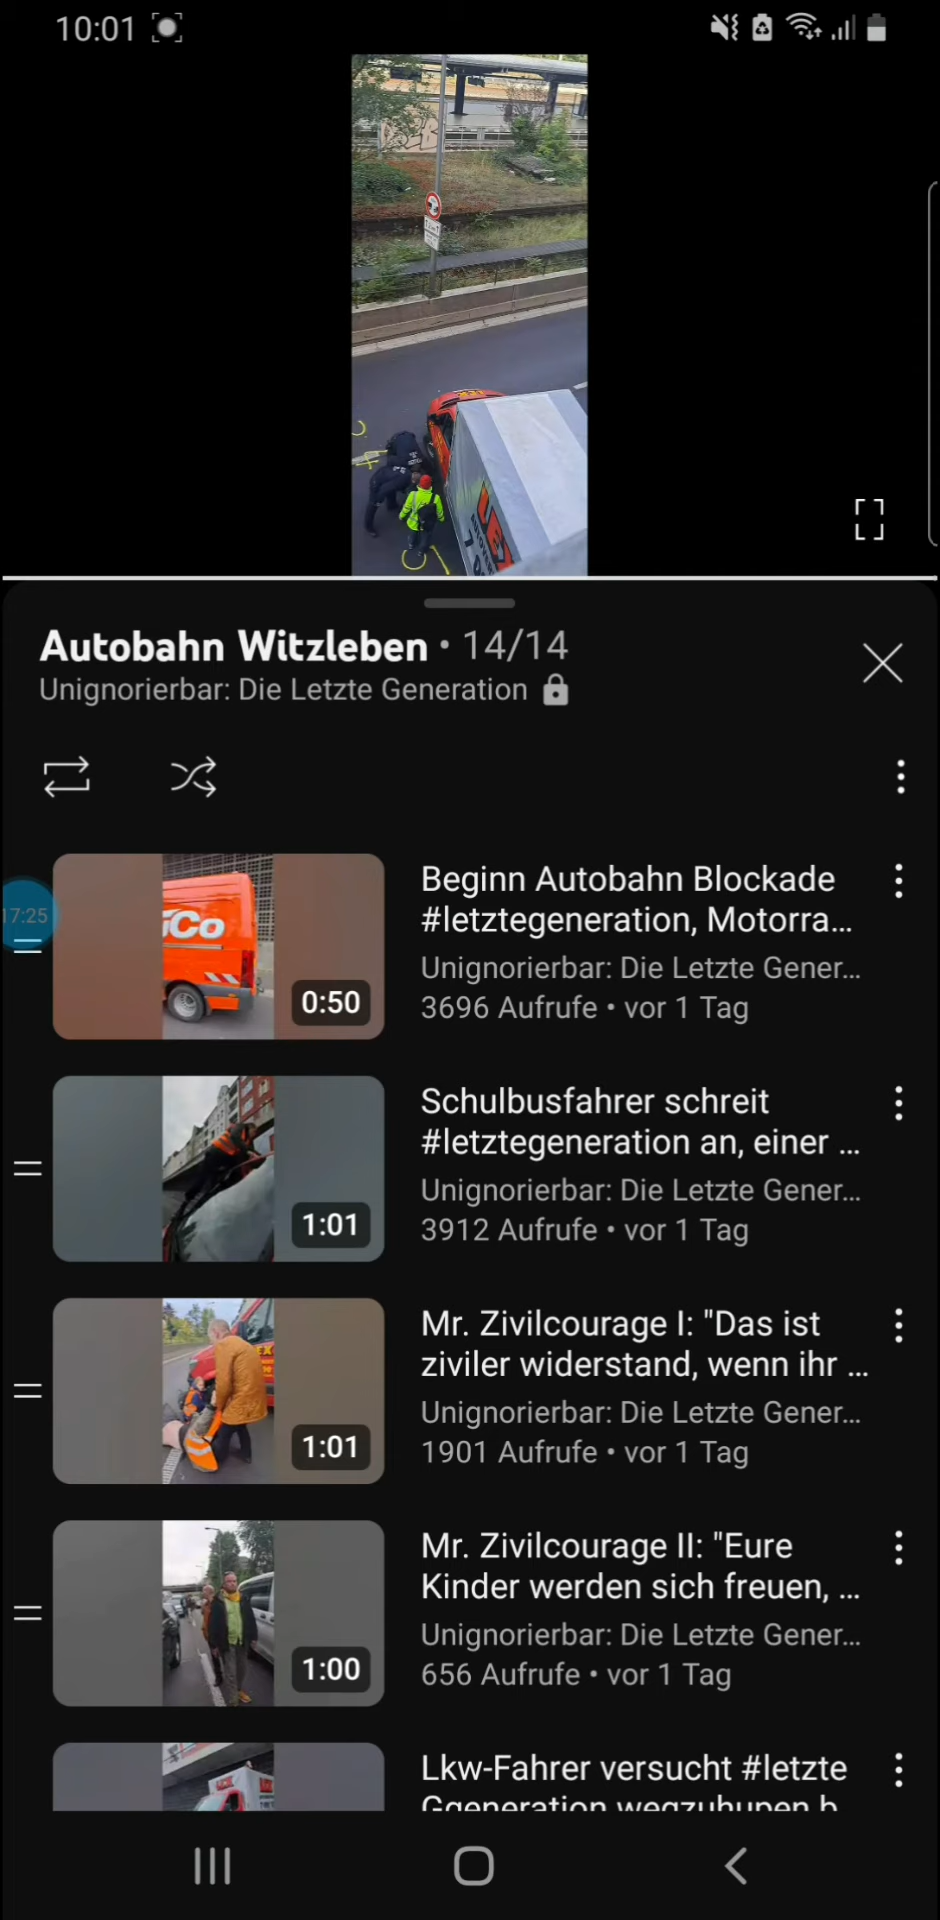 10:01
Autobahn Witzleben • 14/14
Unignorierbar: Die Letzte Generation
17:25
iCo
0:50
Beginn Autobahn Blockade
#letztegeneration, Motorra...
Unignorierbar: Die Letzte Gener...
3696 Aufrufe • vor 1 Tag
1:01
Schulbusfahrer schreit
#letztegeneration an, einer ...
Unignorierbar: Die Letzte Gener...
3912 Aufrufe • vor 1 Tag
1:01
Mr. Zivilcourage I: "Das ist
ziviler widerstand, wenn ihr ...
Unignorierbar: Die Letzte Gener...
1901 Aufrufe • vor 1 Tag
1:00
Mr. Zivilcourage II: "Eure
Kinder werden sich freuen, ...
Unignorierbar: Die Letzte Gener...
656 Aufrufe • vor 1 Tag
Lkw-Fahrer versucht #letzte
Ggeneration wegzuhupen b